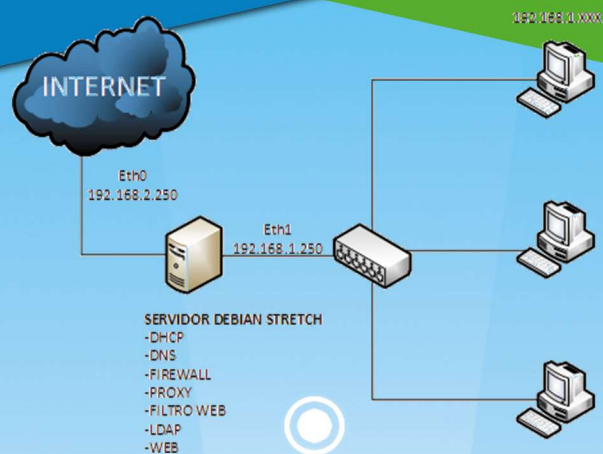 192.168.1.xxx
INTERNET
Eth0
192.168.2.250
Eth1
192.168.1.250
SERVIDOR DEBIAN STRETCH
-DHCP
-DNS
-FIREWALL
-PROXY
-FILTRO WEB
-LDAP
-WEB